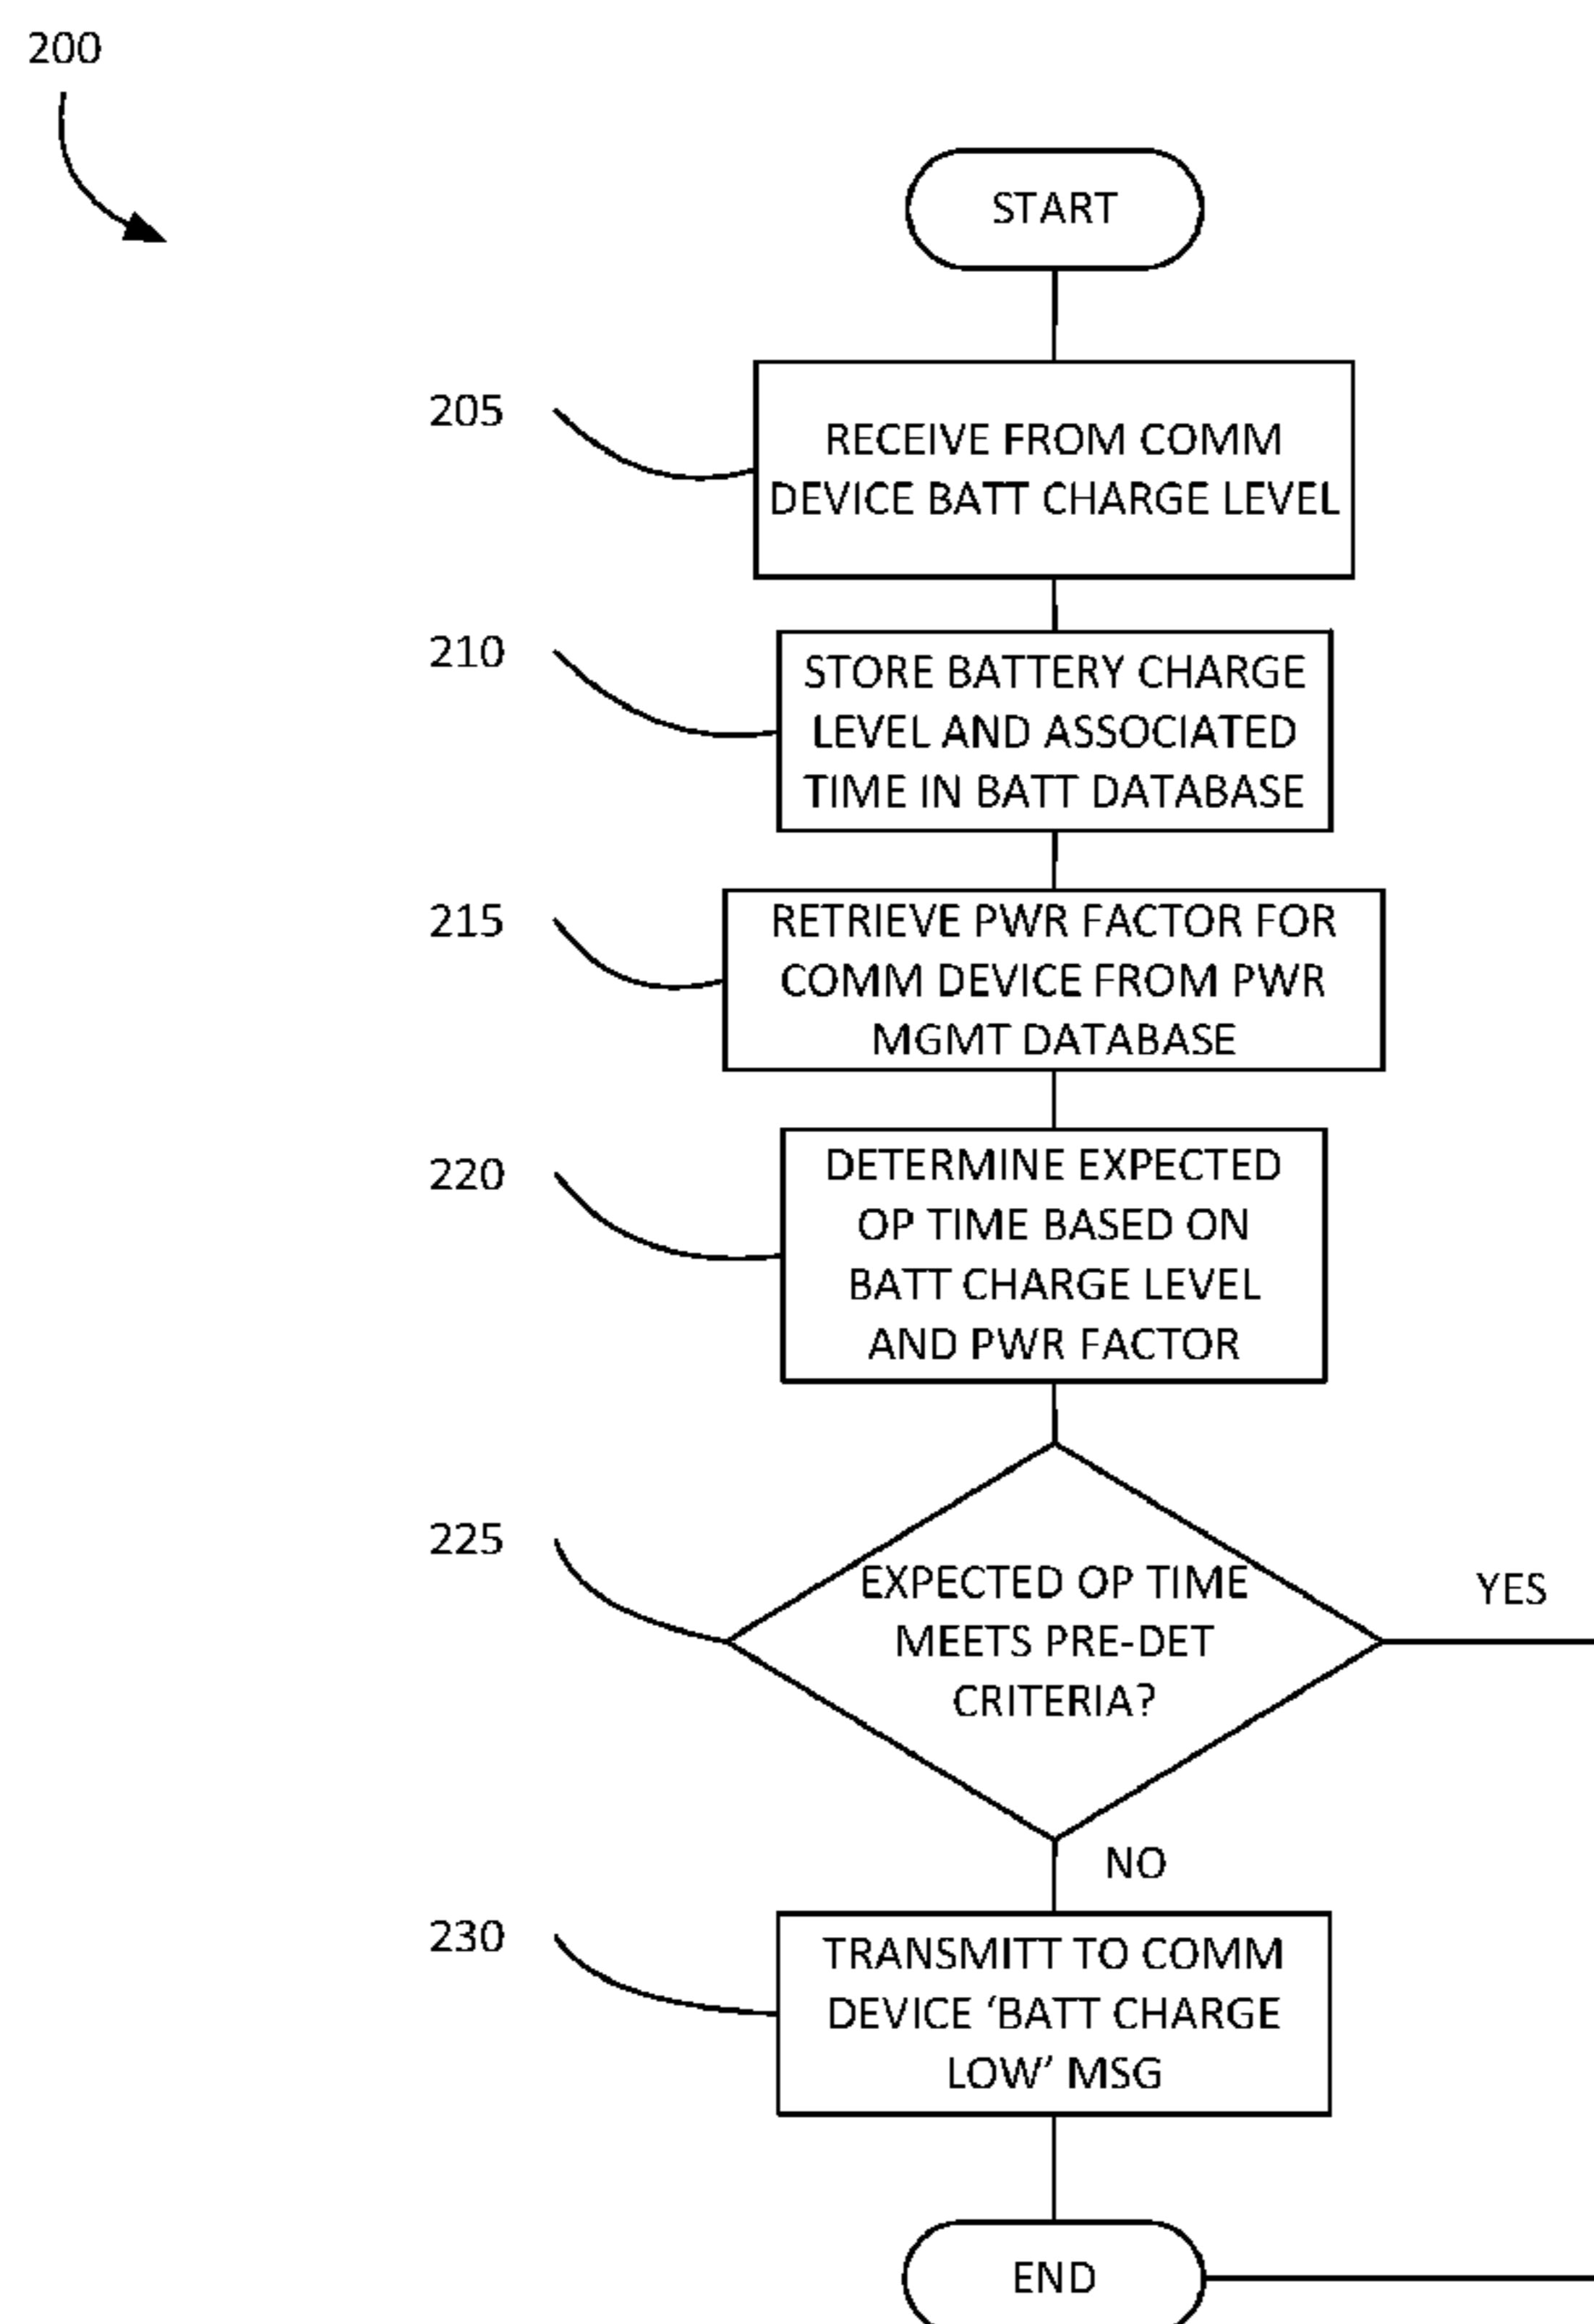 200
START
205
RECEIVE FROM COMM
DEVICE BATT CHARGE LEVEL
210
STORE BATTERY CHARGE
LEVEL AND ASSOCIATED
TIME IN BATT DATABASE
215
RETRIEVE PWR FACTOR FOR
COMM DEVICE FROM PWR
MGMT DATABASE
220
DETERMINE EXPECTED
OP TIME BASED ON
BATT CHARGE LEVEL
AND PWR FACTOR
225
EXPECTED OP TIME
MEETS PRE-DET
CRITERIA?
YES
NO
230
TRANSMITT TO COMM
DEVICE ‘BATT CHARGE
LOW’ MSG
END